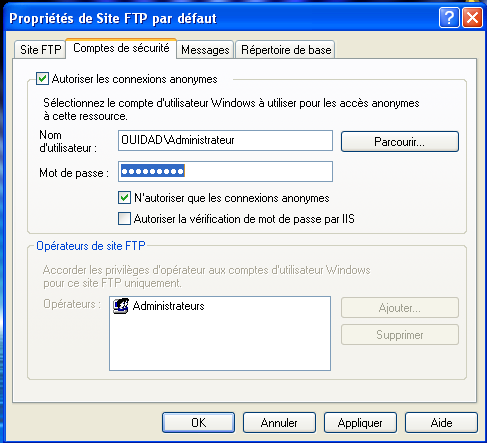 Propriétés de Site FTP par défaut
Site FTP
Comptes de sécurité
Messages
Répertoire de base
Autoriser les connexions anonymes
Sélectionnez le compte d'utilisateur Windows à utiliser pour les accès anonymes
à cette ressource.
Nom
d'utilisateur :
OUIDAD\Administrateur
Parcourir...
Mot de passe :
●●●●●●●●●
N'autoriser que les connexions anonymes
Autoriser la vérification de mot de passe par IIS
Opérateurs de site FTP
Accorder les privilèges d'opérateur aux comptes d'utilisateur Windows
pour ce site FTP uniquement.
Opérateurs :
Administrateurs
Ajouter...
Supprimer
OK
Annuler
Appliquer
Aide